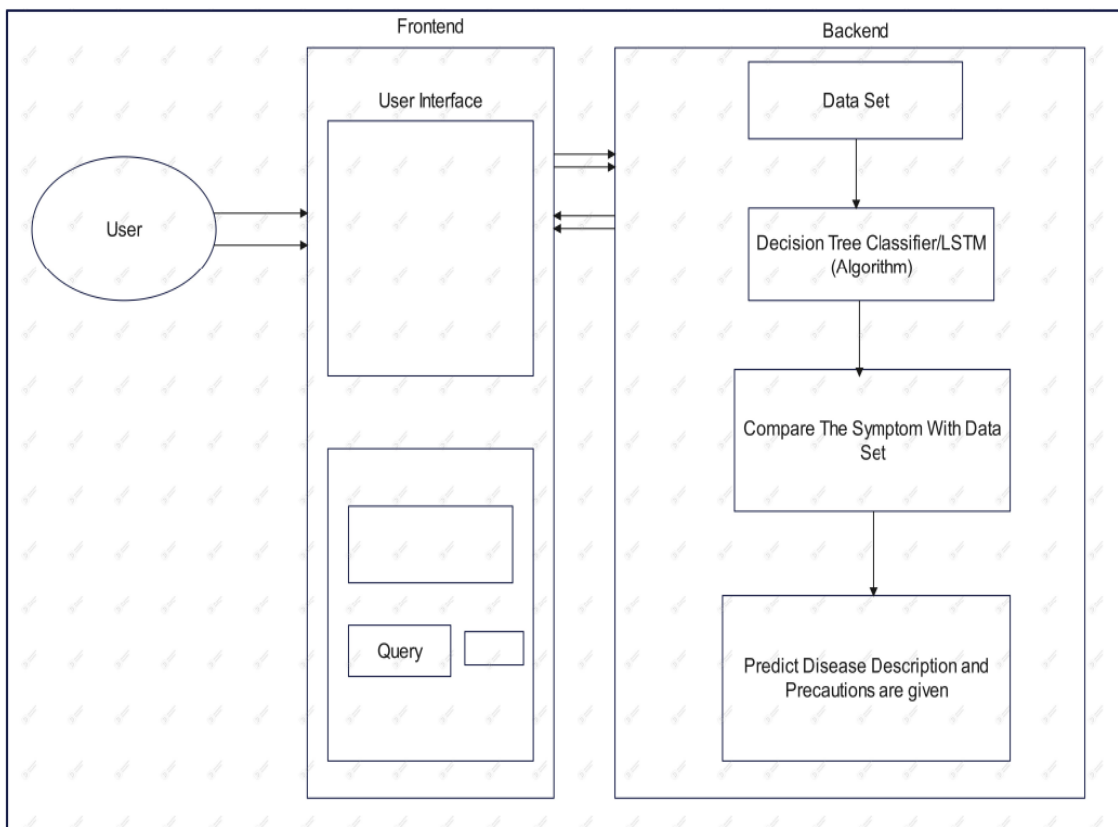 Frontend
Backend
User Interface
Data Set
User
Decision Tree Classifier/LSTM
(Algorithm)
Compare The Symptom With Data
Set
Query
Predict Disease Description and
Precautions are given